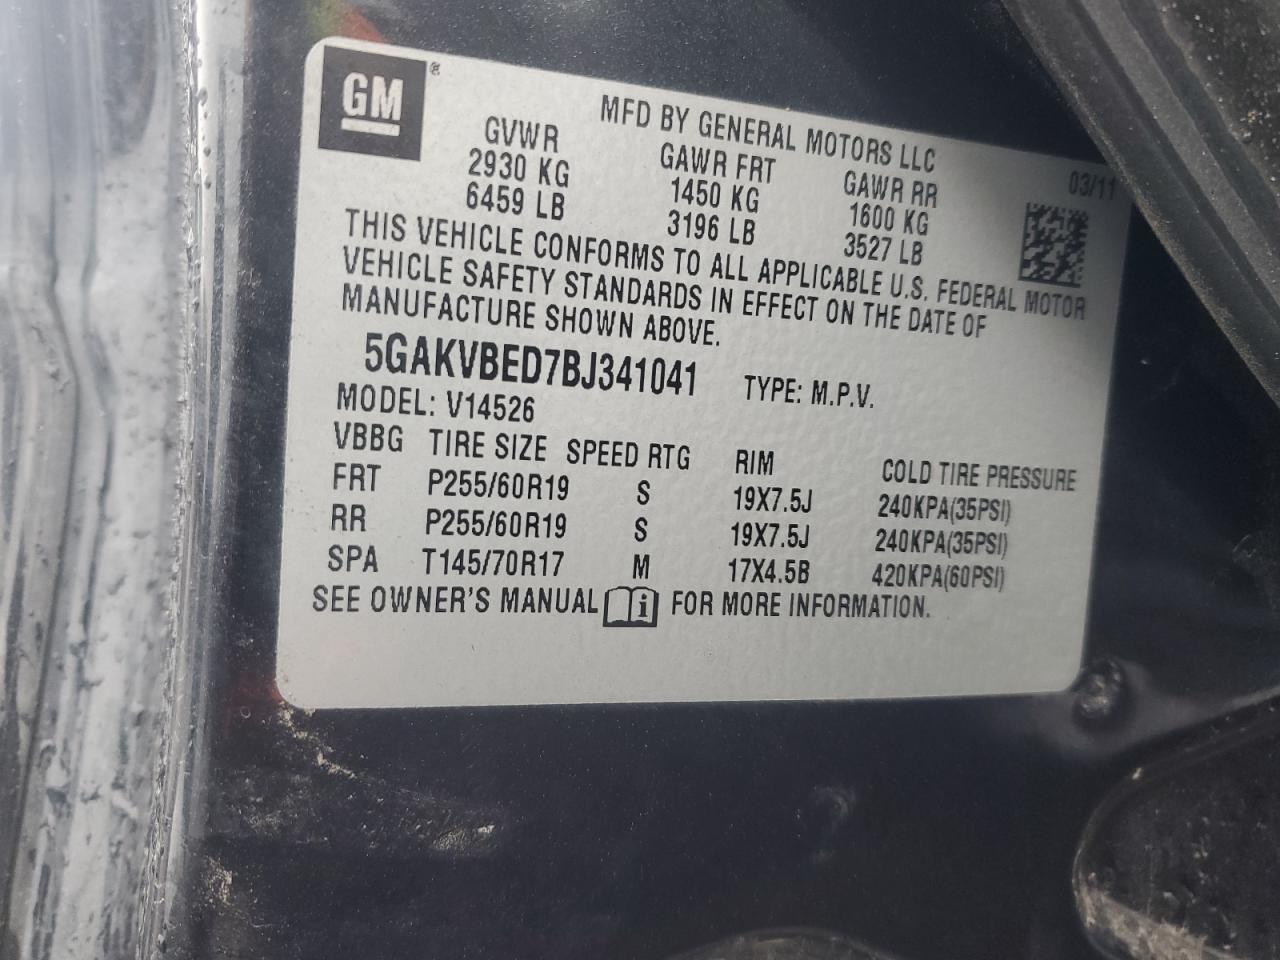 GM®
MFD BY GENERAL MOTORS LLC
03/11
GVWR GAWR FRT GAWR RR
2930 KG 1450 KG 1600 KG
6459 LB 3196 LB 3527 LB
THIS VEHICLE CONFORMS TO ALL APPLICABLE U.S. FEDERAL MOTOR
VEHICLE SAFETY STANDARDS IN EFFECT ON THE DATE OF
MANUFACTURE SHOWN ABOVE.
5GAKVBED7BJ341041 TYPE: M.P.V.
MODEL: V14526
VBBG TIRE SIZE SPEED RTG RIM COLD TIRE PRESSURE
FRT P255/60R19 S 19X7.5J 240KPA(35PSI)
RR P255/60R19 S 19X7.5J 240KPA(35PSI)
SPA T145/70R17 M 17X4.5B 420KPA(60PSI)
SEE OWNER'S MANUAL i FOR MORE INFORMATION.